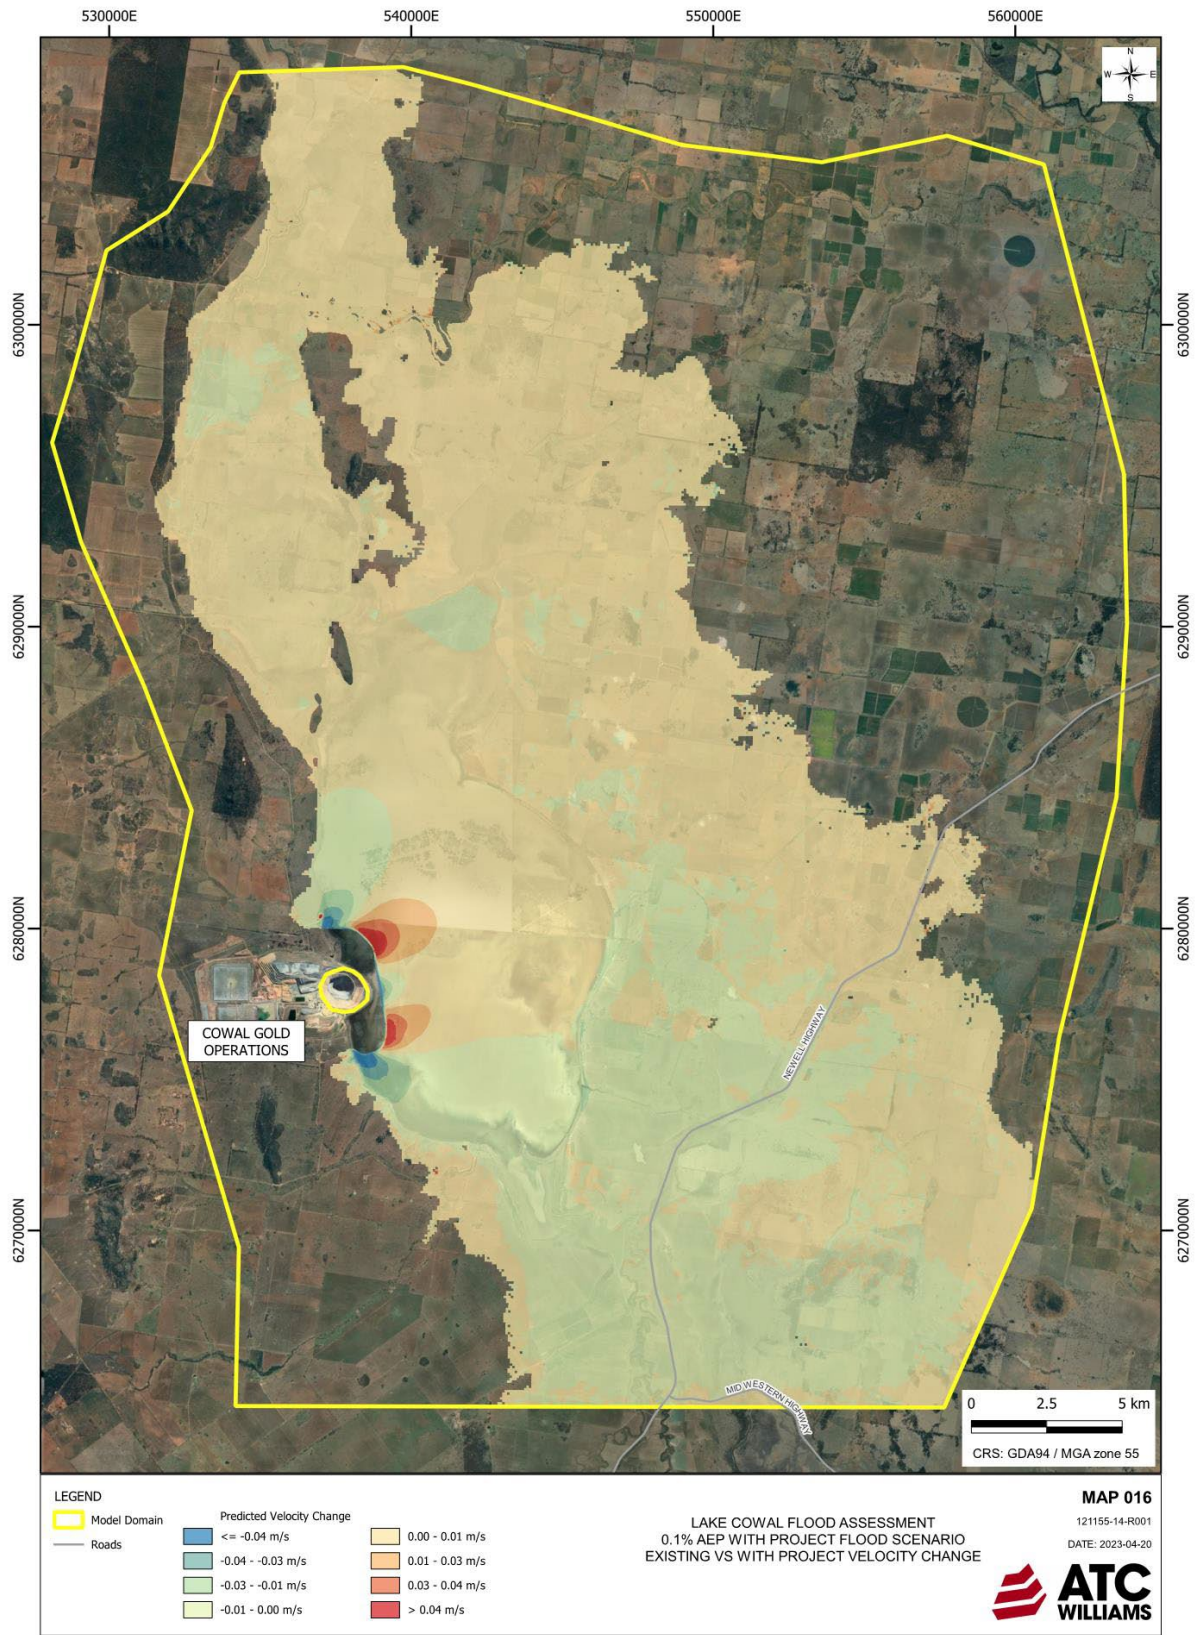 530000E 540000E 550000E 560000E
N
W E
S
6300000N 6300000N
6290000N 6290000N
6280000N 6280000N
COWAL GOLD
OPERATIONS
NEWELL HIGHWAY
6270000N 6270000N
MID WESTERN HIGHWAY
0 2.5 5 km
CRS: GDA94 / MGA zone 55
LEGEND
Model Domain
Roads
Predicted Velocity Change
<= -0.04 m/s
-0.04 - -0.03 m/s
-0.03 - -0.01 m/s
-0.01 - 0.00 m/s
0.00 - 0.01 m/s
0.01 - 0.03 m/s
0.03 - 0.04 m/s
> 0.04 m/s
LAKE COWAL FLOOD ASSESSMENT
0.1% AEP WITH PROJECT FLOOD SCENARIO
EXISTING VS WITH PROJECT VELOCITY CHANGE
MAP 016
121155-14-R001
DATE: 2023-04-20
ATC
WILLIAMS